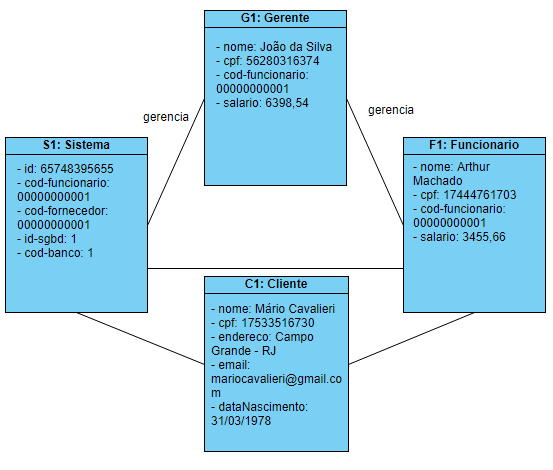 G1: Gerente
- nome: João da Silva
- cpf: 56280316374
- cod-funcionario:
00000000001
- salario: 6398,54
gerencia
gerencia
S1: Sistema
- id: 65748395655
- cod-funcionario:
00000000001
- cod-fornecedor:
00000000001
- id-sgbd: 1
- cod-banco: 1
F1: Funcionario
- nome: Arthur
Machado
- cpf: 17444761703
- cod-funcionario:
00000000001
- salario: 3455,66
C1: Cliente
- nome: Mário Cavalieri
- cpf: 17533516730
- endereco: Campo
Grande - RJ
- email:
mariocavalieri@gmail.co
m
- dataNascimento:
31/03/1978